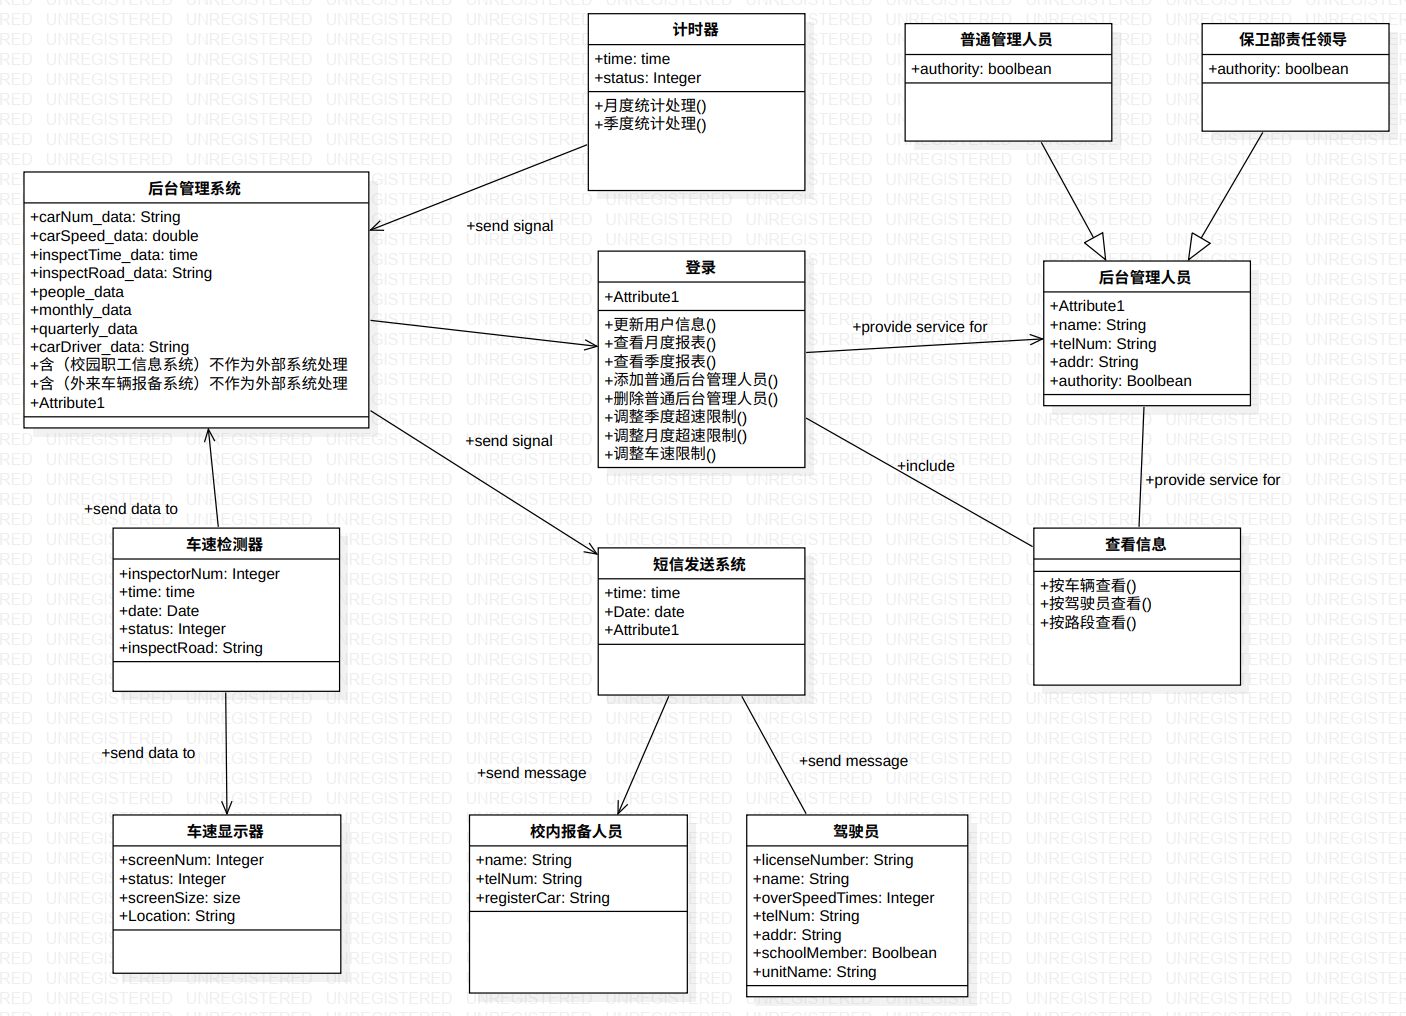 计时器
+time: time
+status: Integer
+月度统计处理()
+季度统计处理()
普通管理人员
+authority: boolbean
保卫部责任领导
+authority: boolbean
后台管理系统
+carNum_data: String
+carSpeed_data: double
+inspectTime_data: time
+inspectRoad_data: String
+people_data
+monthly_data
+quarterly_data
+carDriver_data: String
+含（校园职工信息系统）不作为外部系统处理
+含（外来车辆报备系统）不作为外部系统处理
+Attribute1
+send signal
登录
+Attribute1
+更新用户信息()
+查看月度报表()
+查看季度报表()
+添加普通后台管理人员()
+删除普通后台管理人员()
+调整季度超速限制()
+调整月度超速限制()
+调整车速限制()
+provide service for
后台管理人员
+Attribute1
+name: String
+telNum: String
+addr: String
+authority: Boolbean
+send signal
+include
+provide service for
+send data to
车速检测器
+inspectorNum: Integer
+time: time
+date: Date
+status: Integer
+inspectRoad: String
短信发送系统
+time: time
+Date: date
+Attribute1
查看信息
+按车辆查看()
+按驾驶员查看()
+按路段查看()
+send data to
+send message
+send message
车速显示器
+screenNum: Integer
+status: Integer
+screenSize: size
+Location: String
校内报备人员
+name: String
+telNum: String
+registerCar: String
驾驶员
+licenseNumber: String
+name: String
+overSpeedTimes: Integer
+telNum: String
+addr: String
+schoolMember: Boolbean
+unitName: String
UNREGISTERED